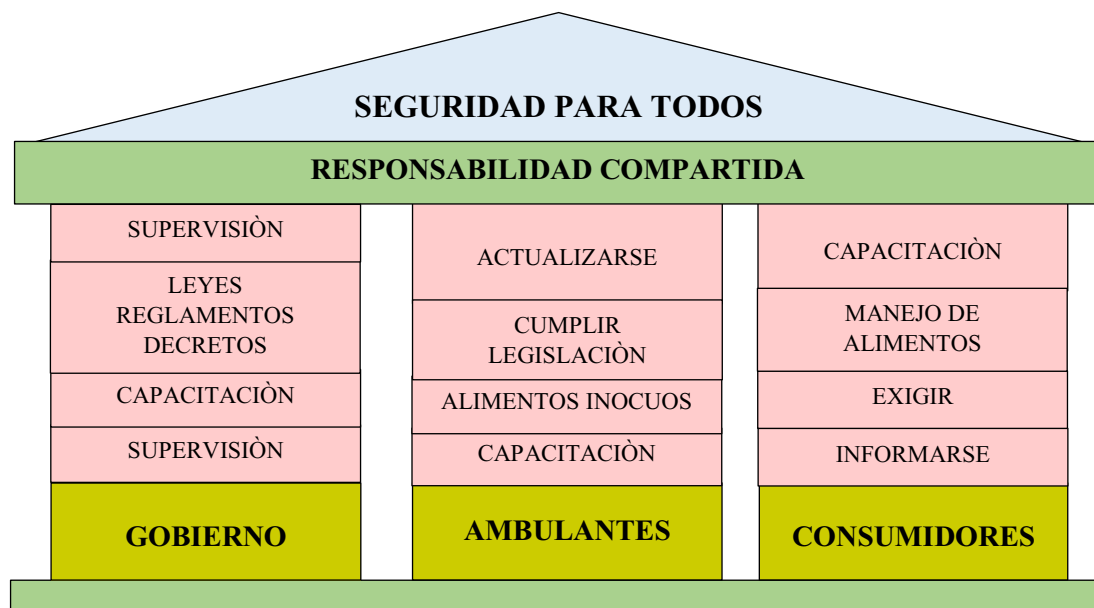 SEGURIDAD PARA TODOS
RESPONSABILIDAD COMPARTIDA
SUPERVISIÒN
LEYES
REGLAMENTOS
DECRETOS
CAPACITACIÒN
SUPERVISIÒN
GOBIERNO
ACTUALIZARSE
CUMPLIR
LEGISLACIÒN
ALIMENTOS INOCUOS
CAPACITACIÒN
AMBULANTES
CAPACITACIÒN
MANEJO DE
ALIMENTOS
EXIGIR
INFORMARSE
CONSUMIDORES